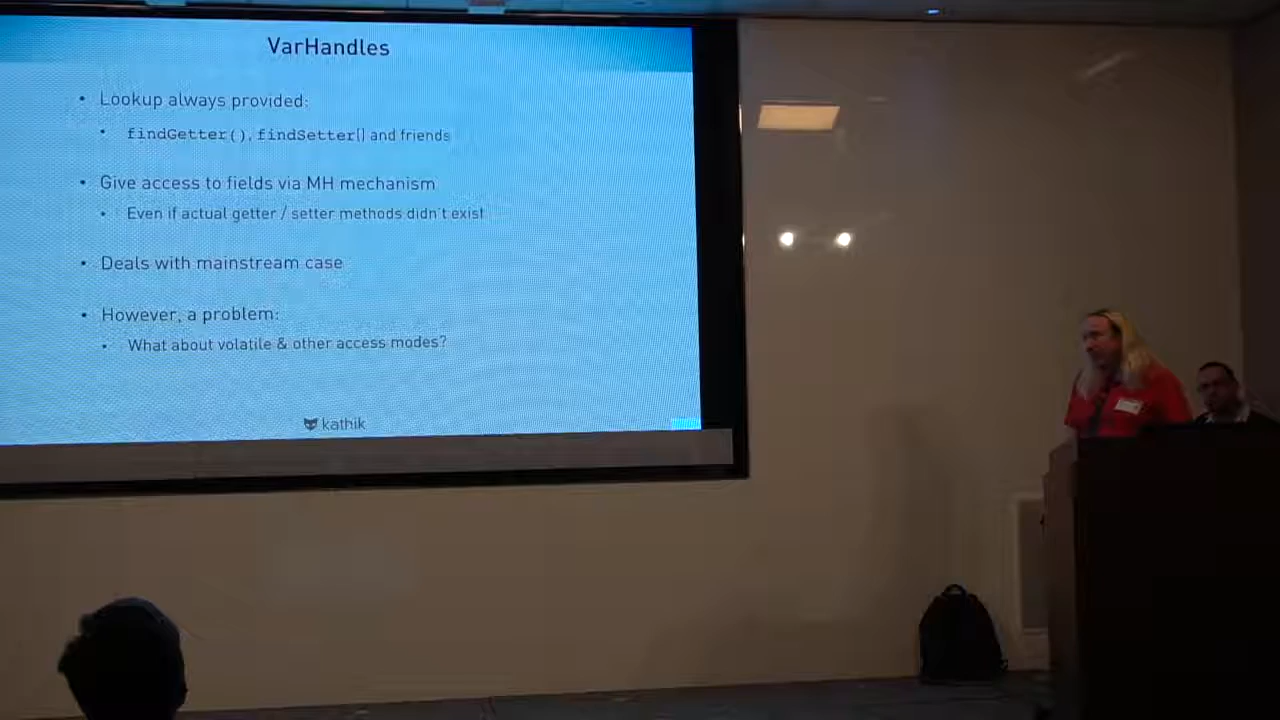 VarHandles
• Lookup always provided:
• findGetter(), findSetter() and friends
• Give access to fields via MH mechanism
• Even if actual getter / setter methods didn't exist
• Deals with mainstream case
• However, a problem:
• What about volatile & other access modes?
kathik